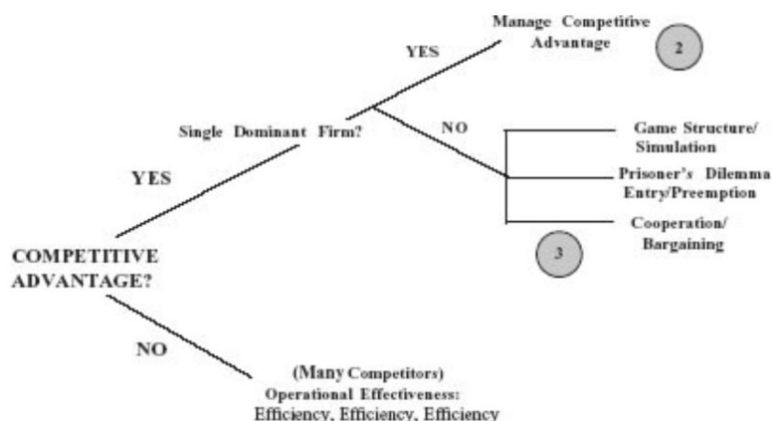 Manage Competitive
Advantage
2
YES
Single Dominant Firm?
NO
Game Structure/
Simulation
Prisoner's Dilemma
Entry/Preemption
Cooperation/
Bargaining
3
YES
COMPETITIVE
ADVANTAGE?
NO
(Many Competitors)
Operational Effectiveness:
Efficiency, Efficiency, Efficiency